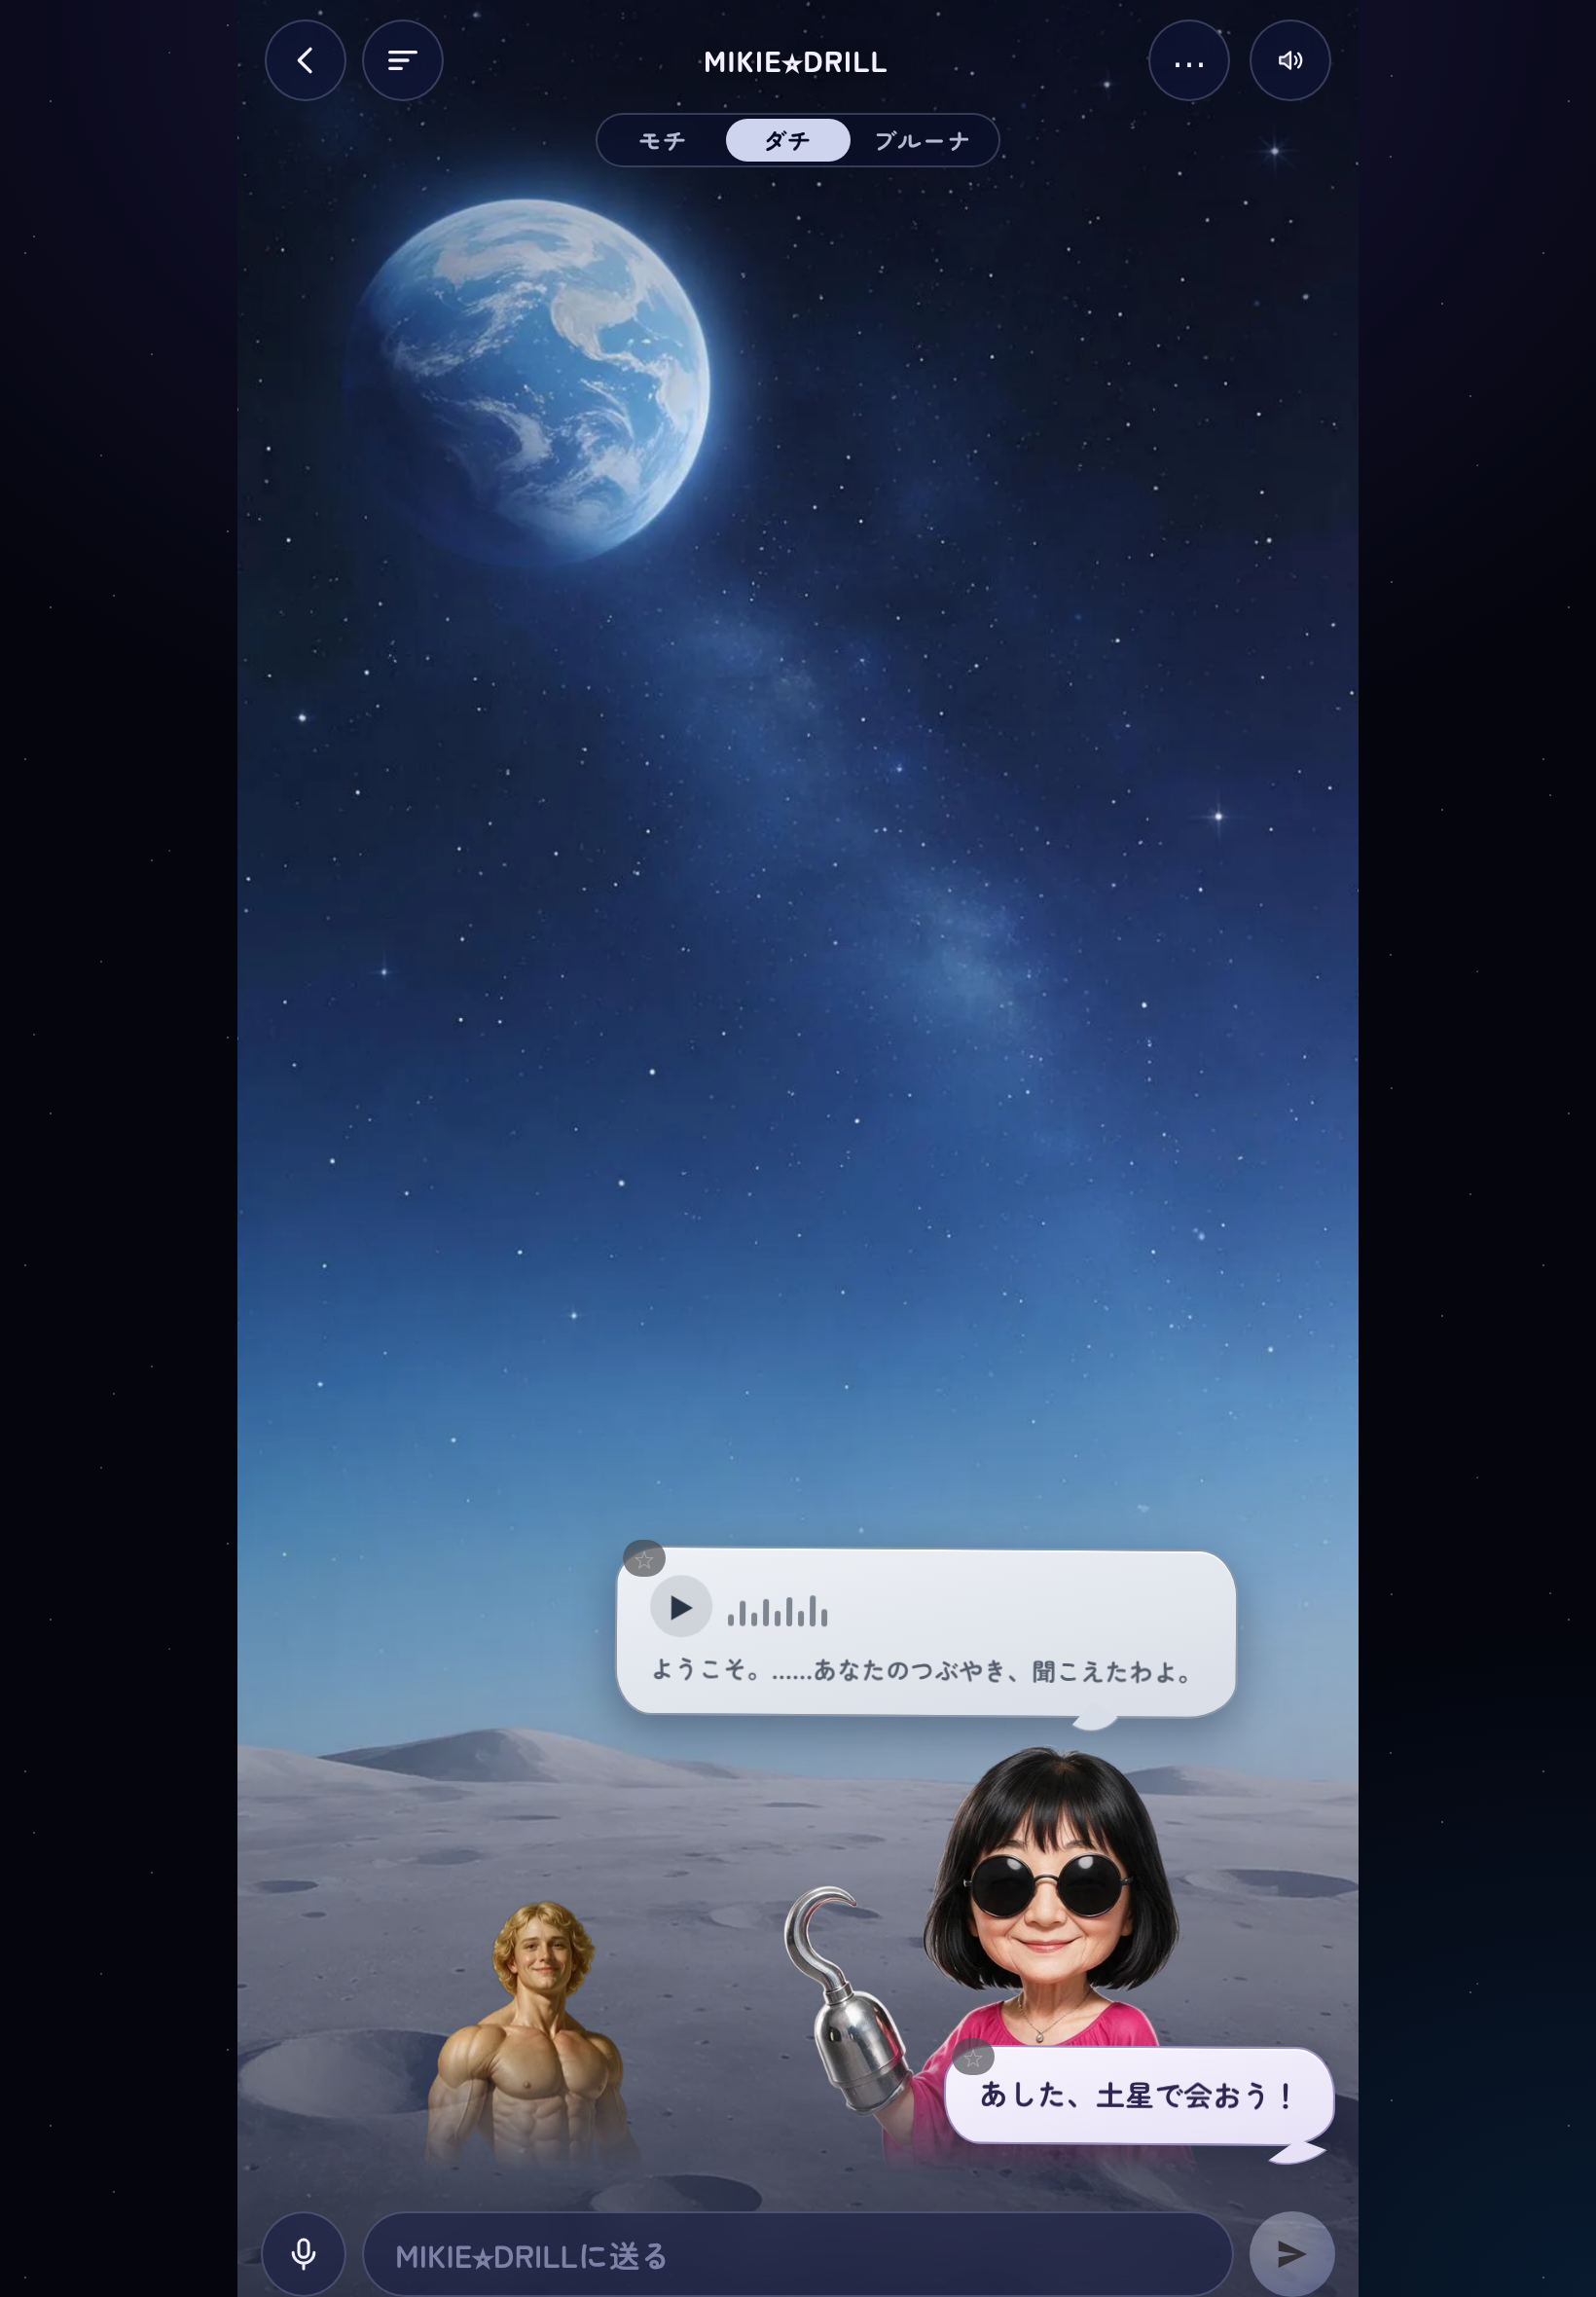 MIKIE★DRILL
...
モチ ダチ ブルーナ
ようこそ。……あなたのつぶやき、聞こえたわよ。
あした、土星で会おう！
MIKIE★DRILLに送る